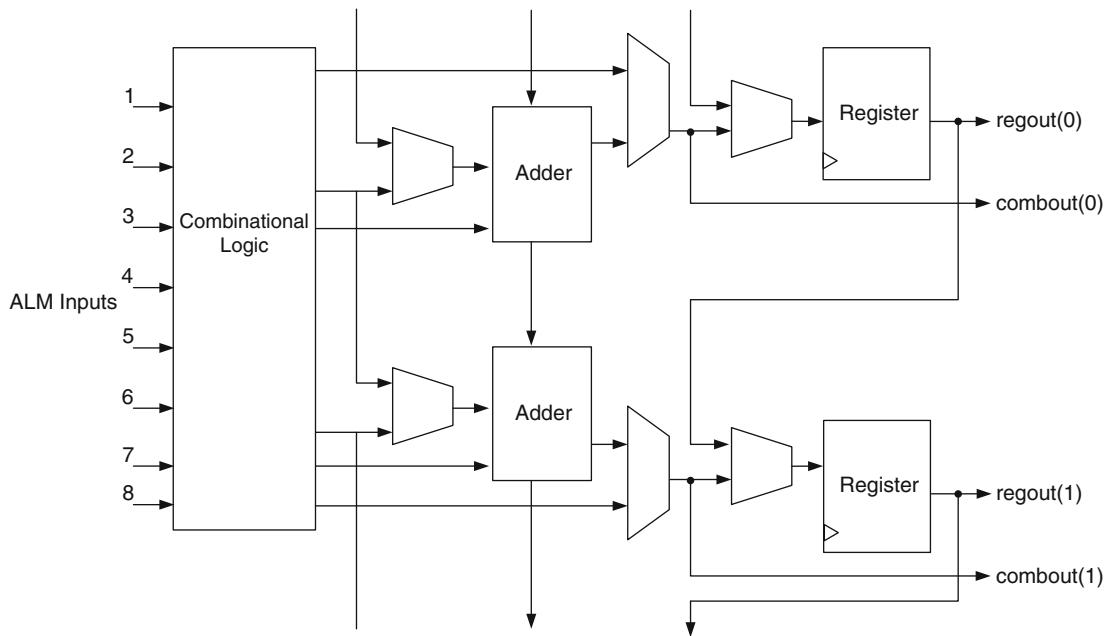 1
2
3
4
5
6
7
8
ALM Inputs
Combinational
Logic
Adder
Adder
Register
Register
regout(0)
combout(0)
regout(1)
combout(1)